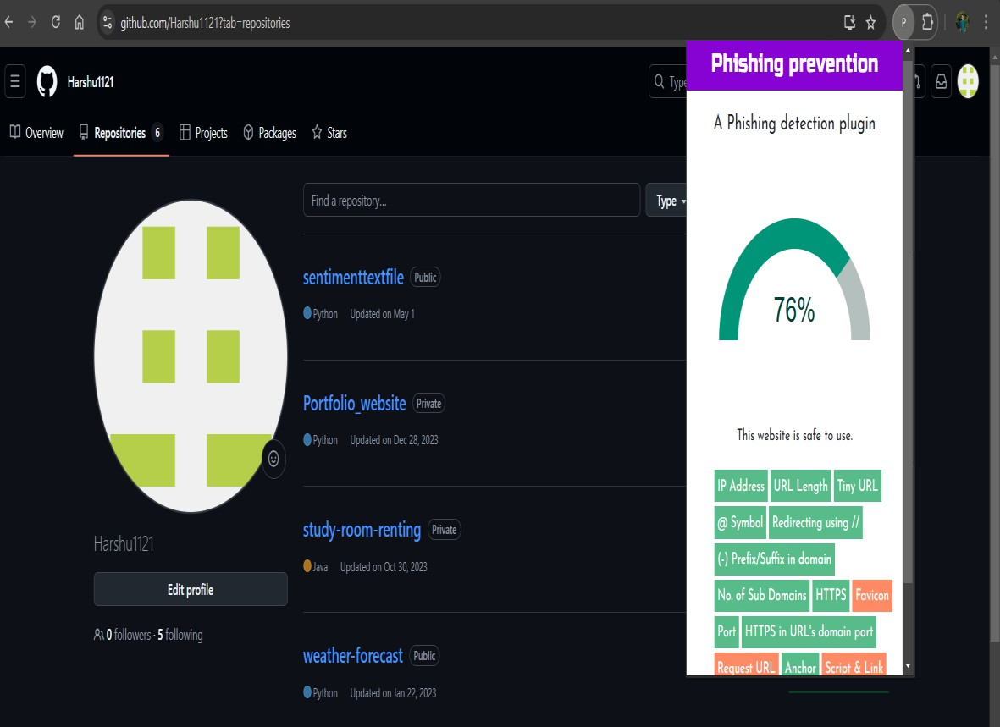 github.com/Harshu1121?tab=repositories
P
Harshu1121
Type
Overview
Repositories 6
Projects
Packages
Stars
Find a repository...
Type
sentimenttextfile Public
Python Updated on May 1
Portfolio_website Private
Python Updated on Dec 28, 2023
study-room-renting Private
Java Updated on Oct 30, 2023
weather-forecast Public
Python Updated on Jan 22, 2023
Harshu1121
Edit profile
0 followers · 5 following
Phishing prevention
A Phishing detection plugin
76%
This website is safe to use.
IP Address URL Length Tiny URL
@ Symbol Redirecting using //
(-) Prefix/Suffix in domain
No. of Sub Domains HTTPS Favicon
Port HTTPS in URL's domain part
Request URL Anchor Script & Link